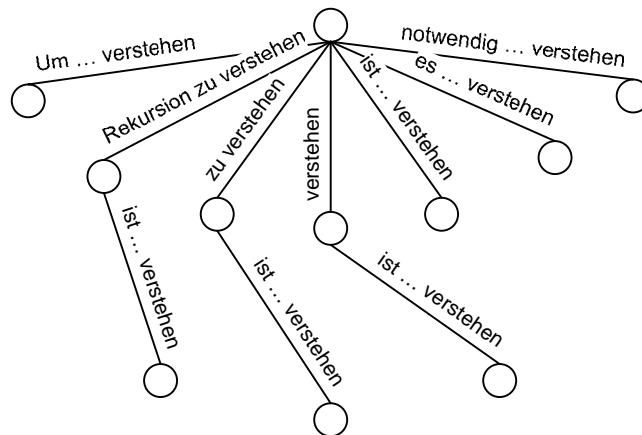 Um ... verstehen
Rekursion zu verstehen
zu verstehen
verstehen
ist ... verstehen
es ... verstehen
notwendig ... verstehen
ist ... verstehen
ist ... verstehen
ist ... verstehen